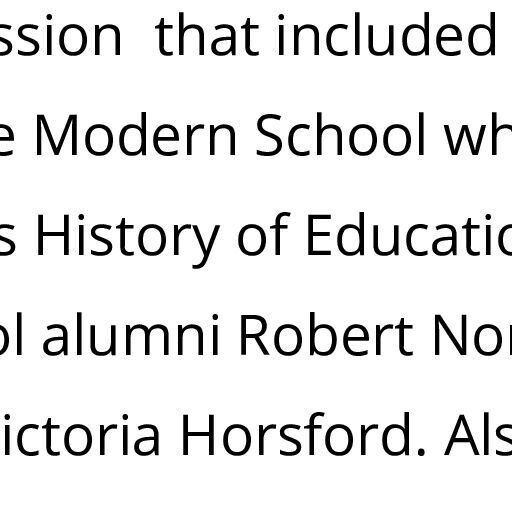 ssion  that included
e Modern School wh
s History of Educatio
ol alumni Robert Nor
ictoria Horsford. Als